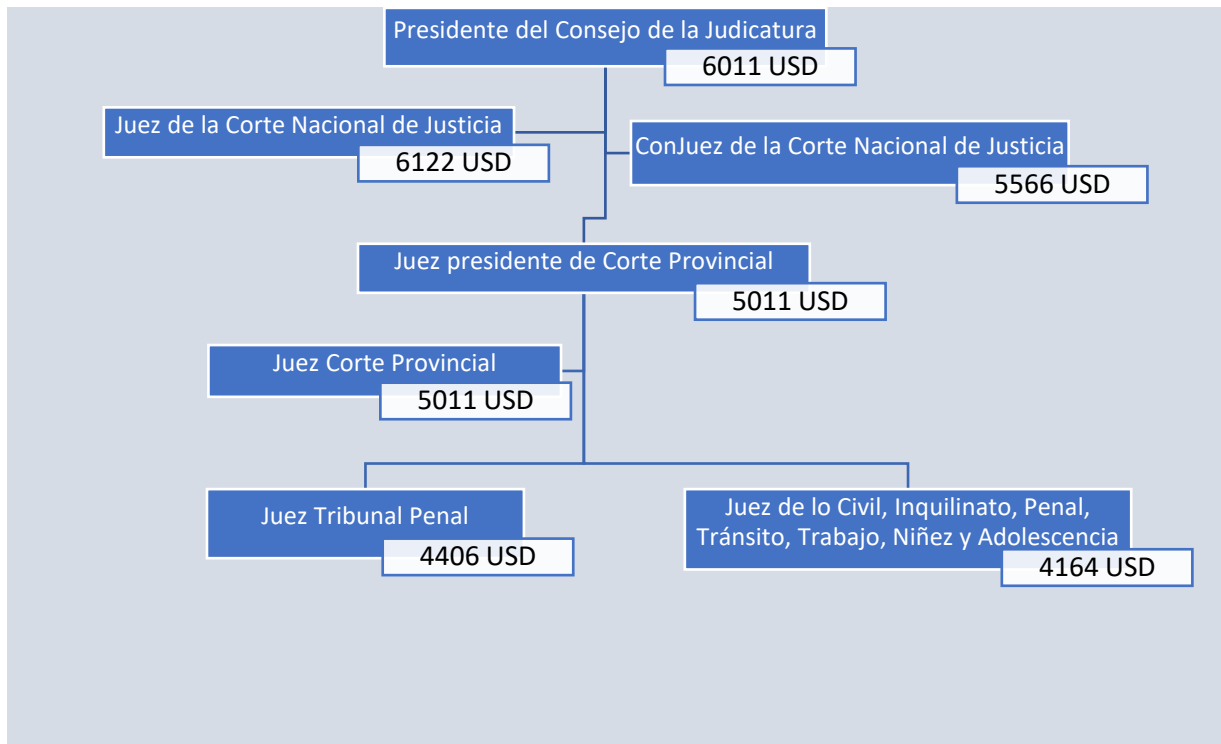 Presidente del Consejo de la Judicatura
6011 USD
Juez de la Corte Nacional de Justicia
6122 USD
ConJuez de la Corte Nacional de Justicia
5566 USD
Juez presidente de Corte Provincial
5011 USD
Juez Corte Provincial
5011 USD
Juez Tribunal Penal
4406 USD
Juez de lo Civil, Inquilinato, Penal,
Tránsito, Trabajo, Niñez y Adolescencia
4164 USD